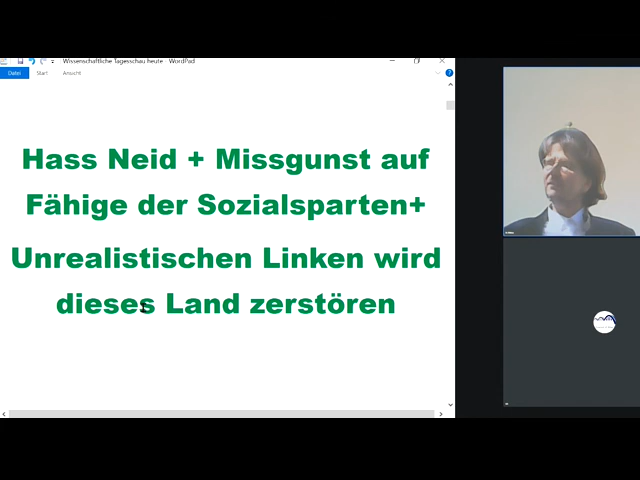 Wissenschaftliche Tagesschau heute - WordPad
Datei Start Ansicht
Hass Neid + Missgunst auf
Fähige der Sozialsparten+
Unrealistischen Linken wird
dieses Land zerstören